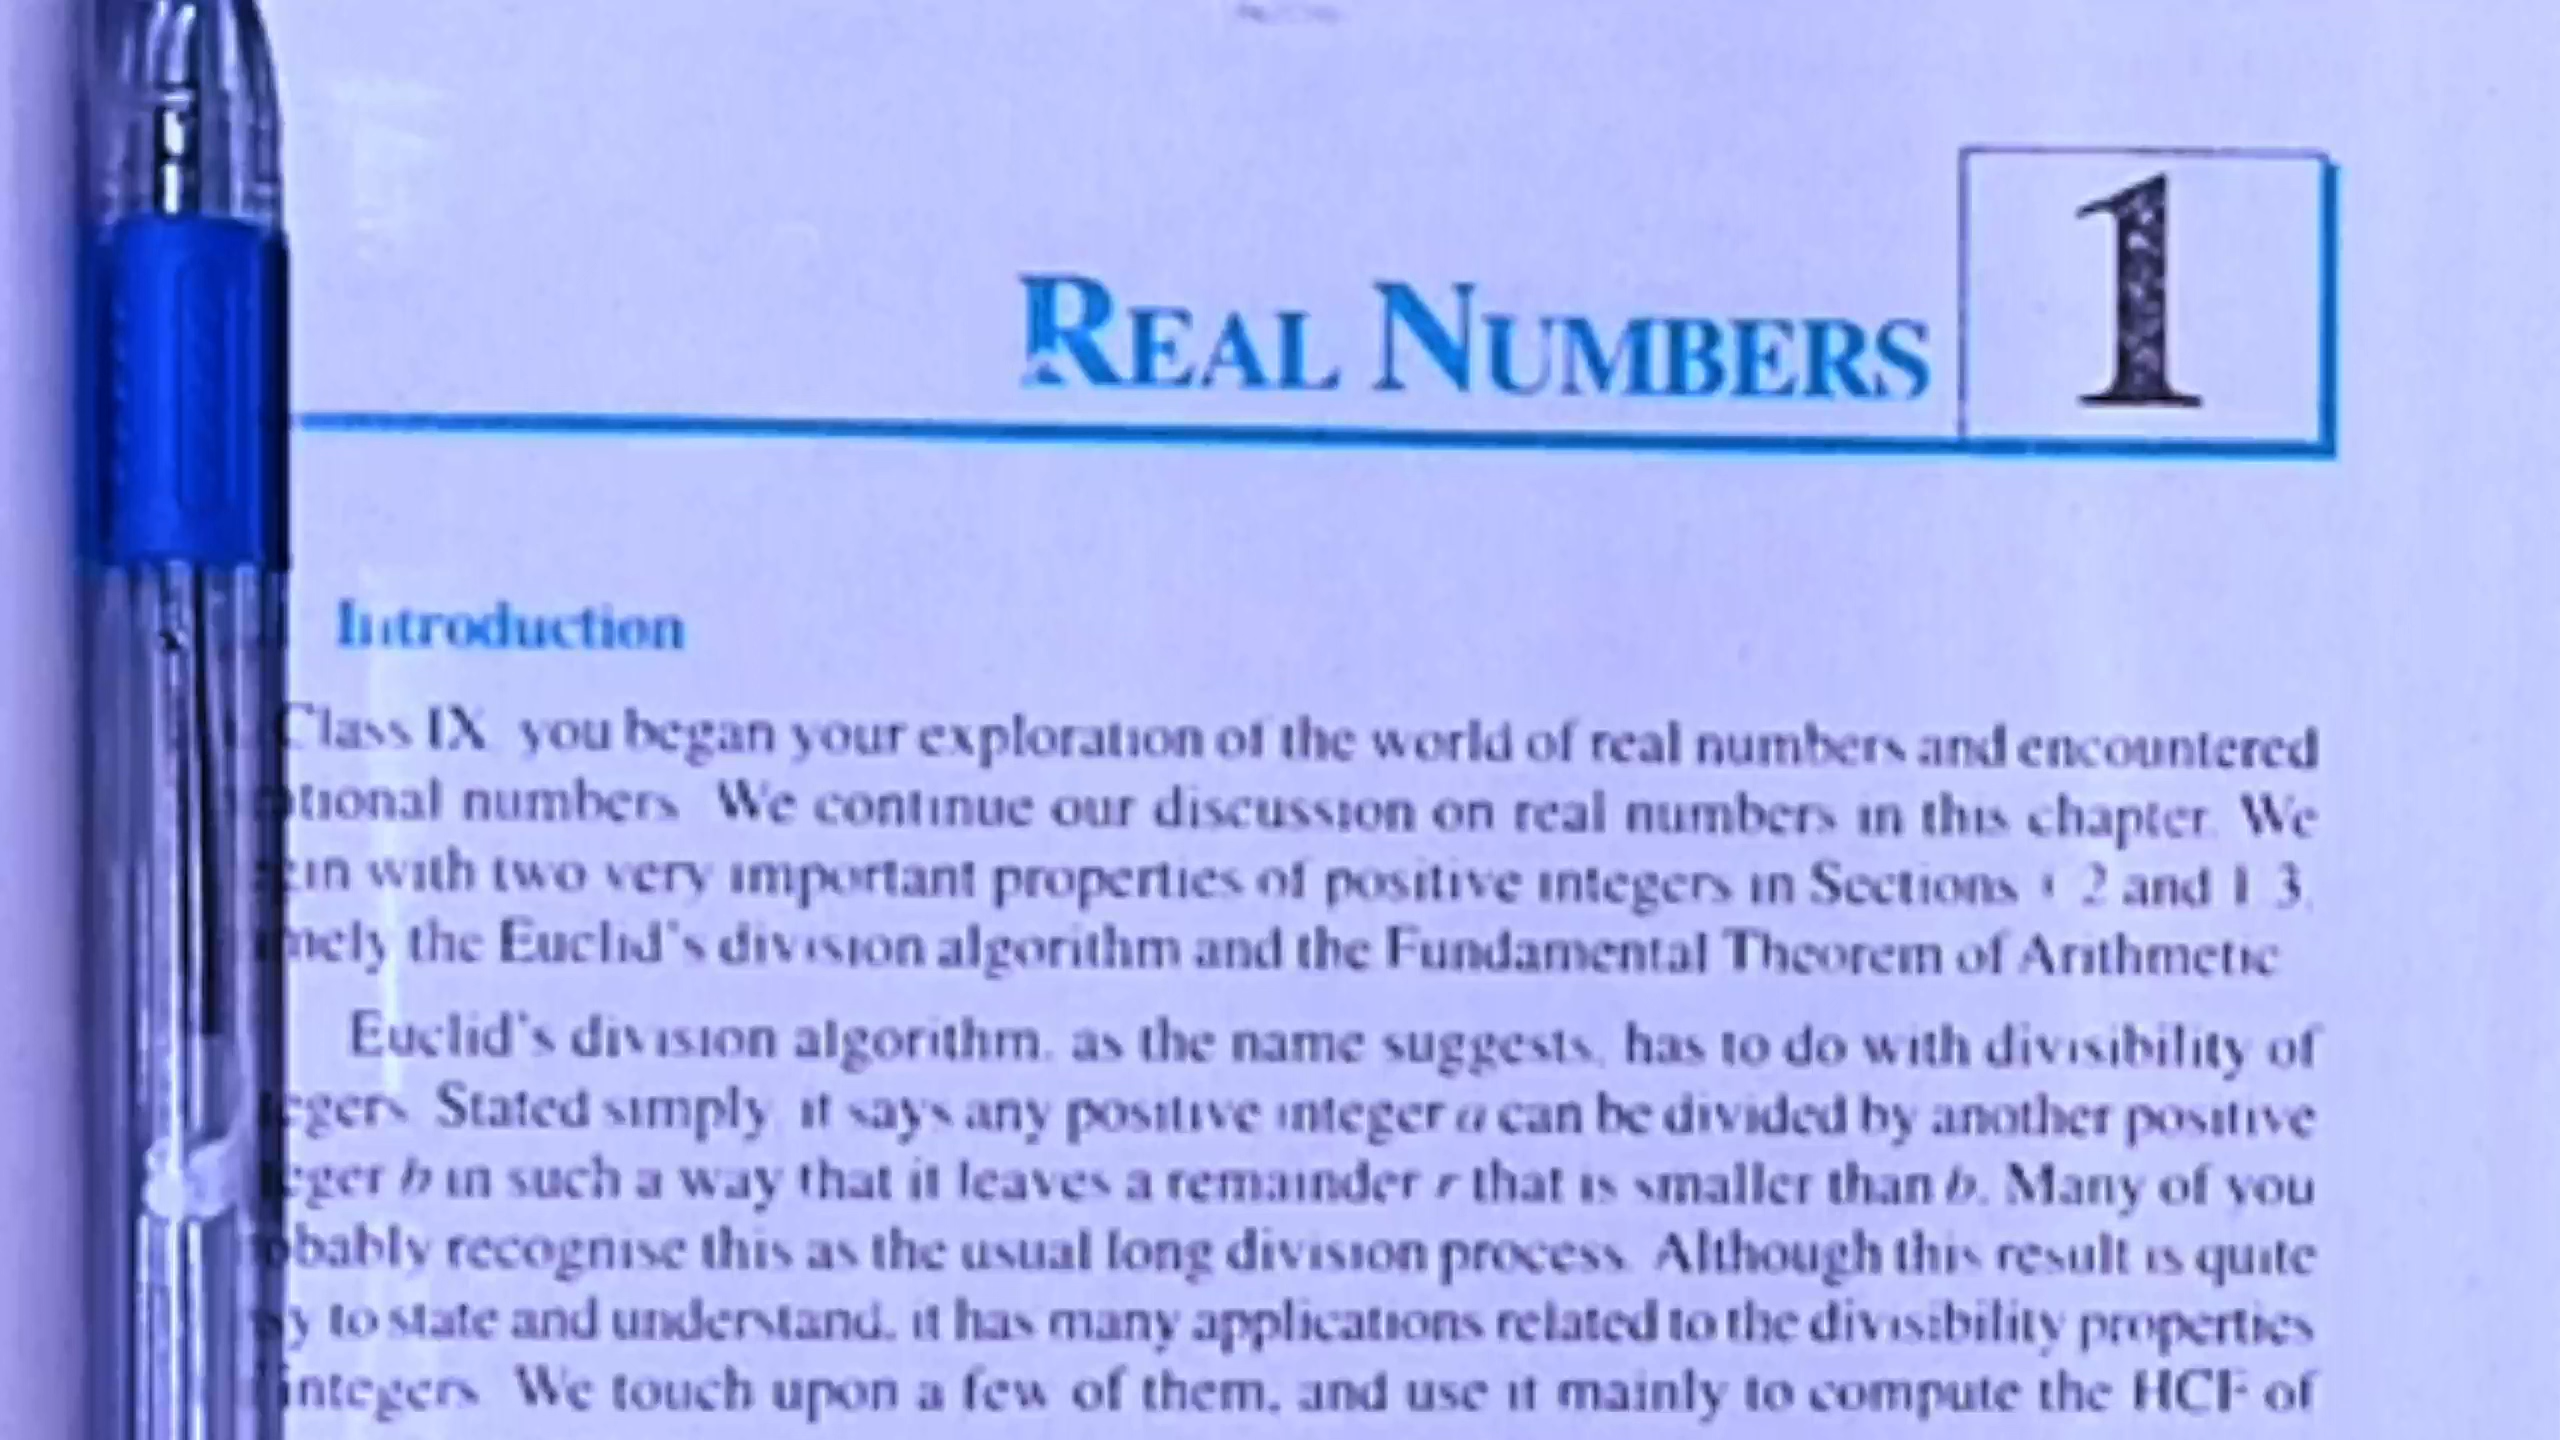 REAL NUMBERS
1
Introduction
Class IX you began your exploration of the world of real numbers and encountered
numbers. We continue our discussion on real numbers in this chapter. We
with two very important properties of positive integers in Sections 1.2 and 1.3,
the Euclid's division algorithm and the Fundamental Theorem of Arithmetic
Euclid's division algorithm, as the name suggests, has to do with divisibility of
Stated simply, it says any positive integer a can be divided by another positive
b in such a way that it leaves a remainder r that is smaller than b. Many of you
recognise this as the usual long division process. Although this result is quite
to state and understand, it has many applications related to the divisibility properties
integers. We touch upon a few of them, and use it mainly to compute the HCF of